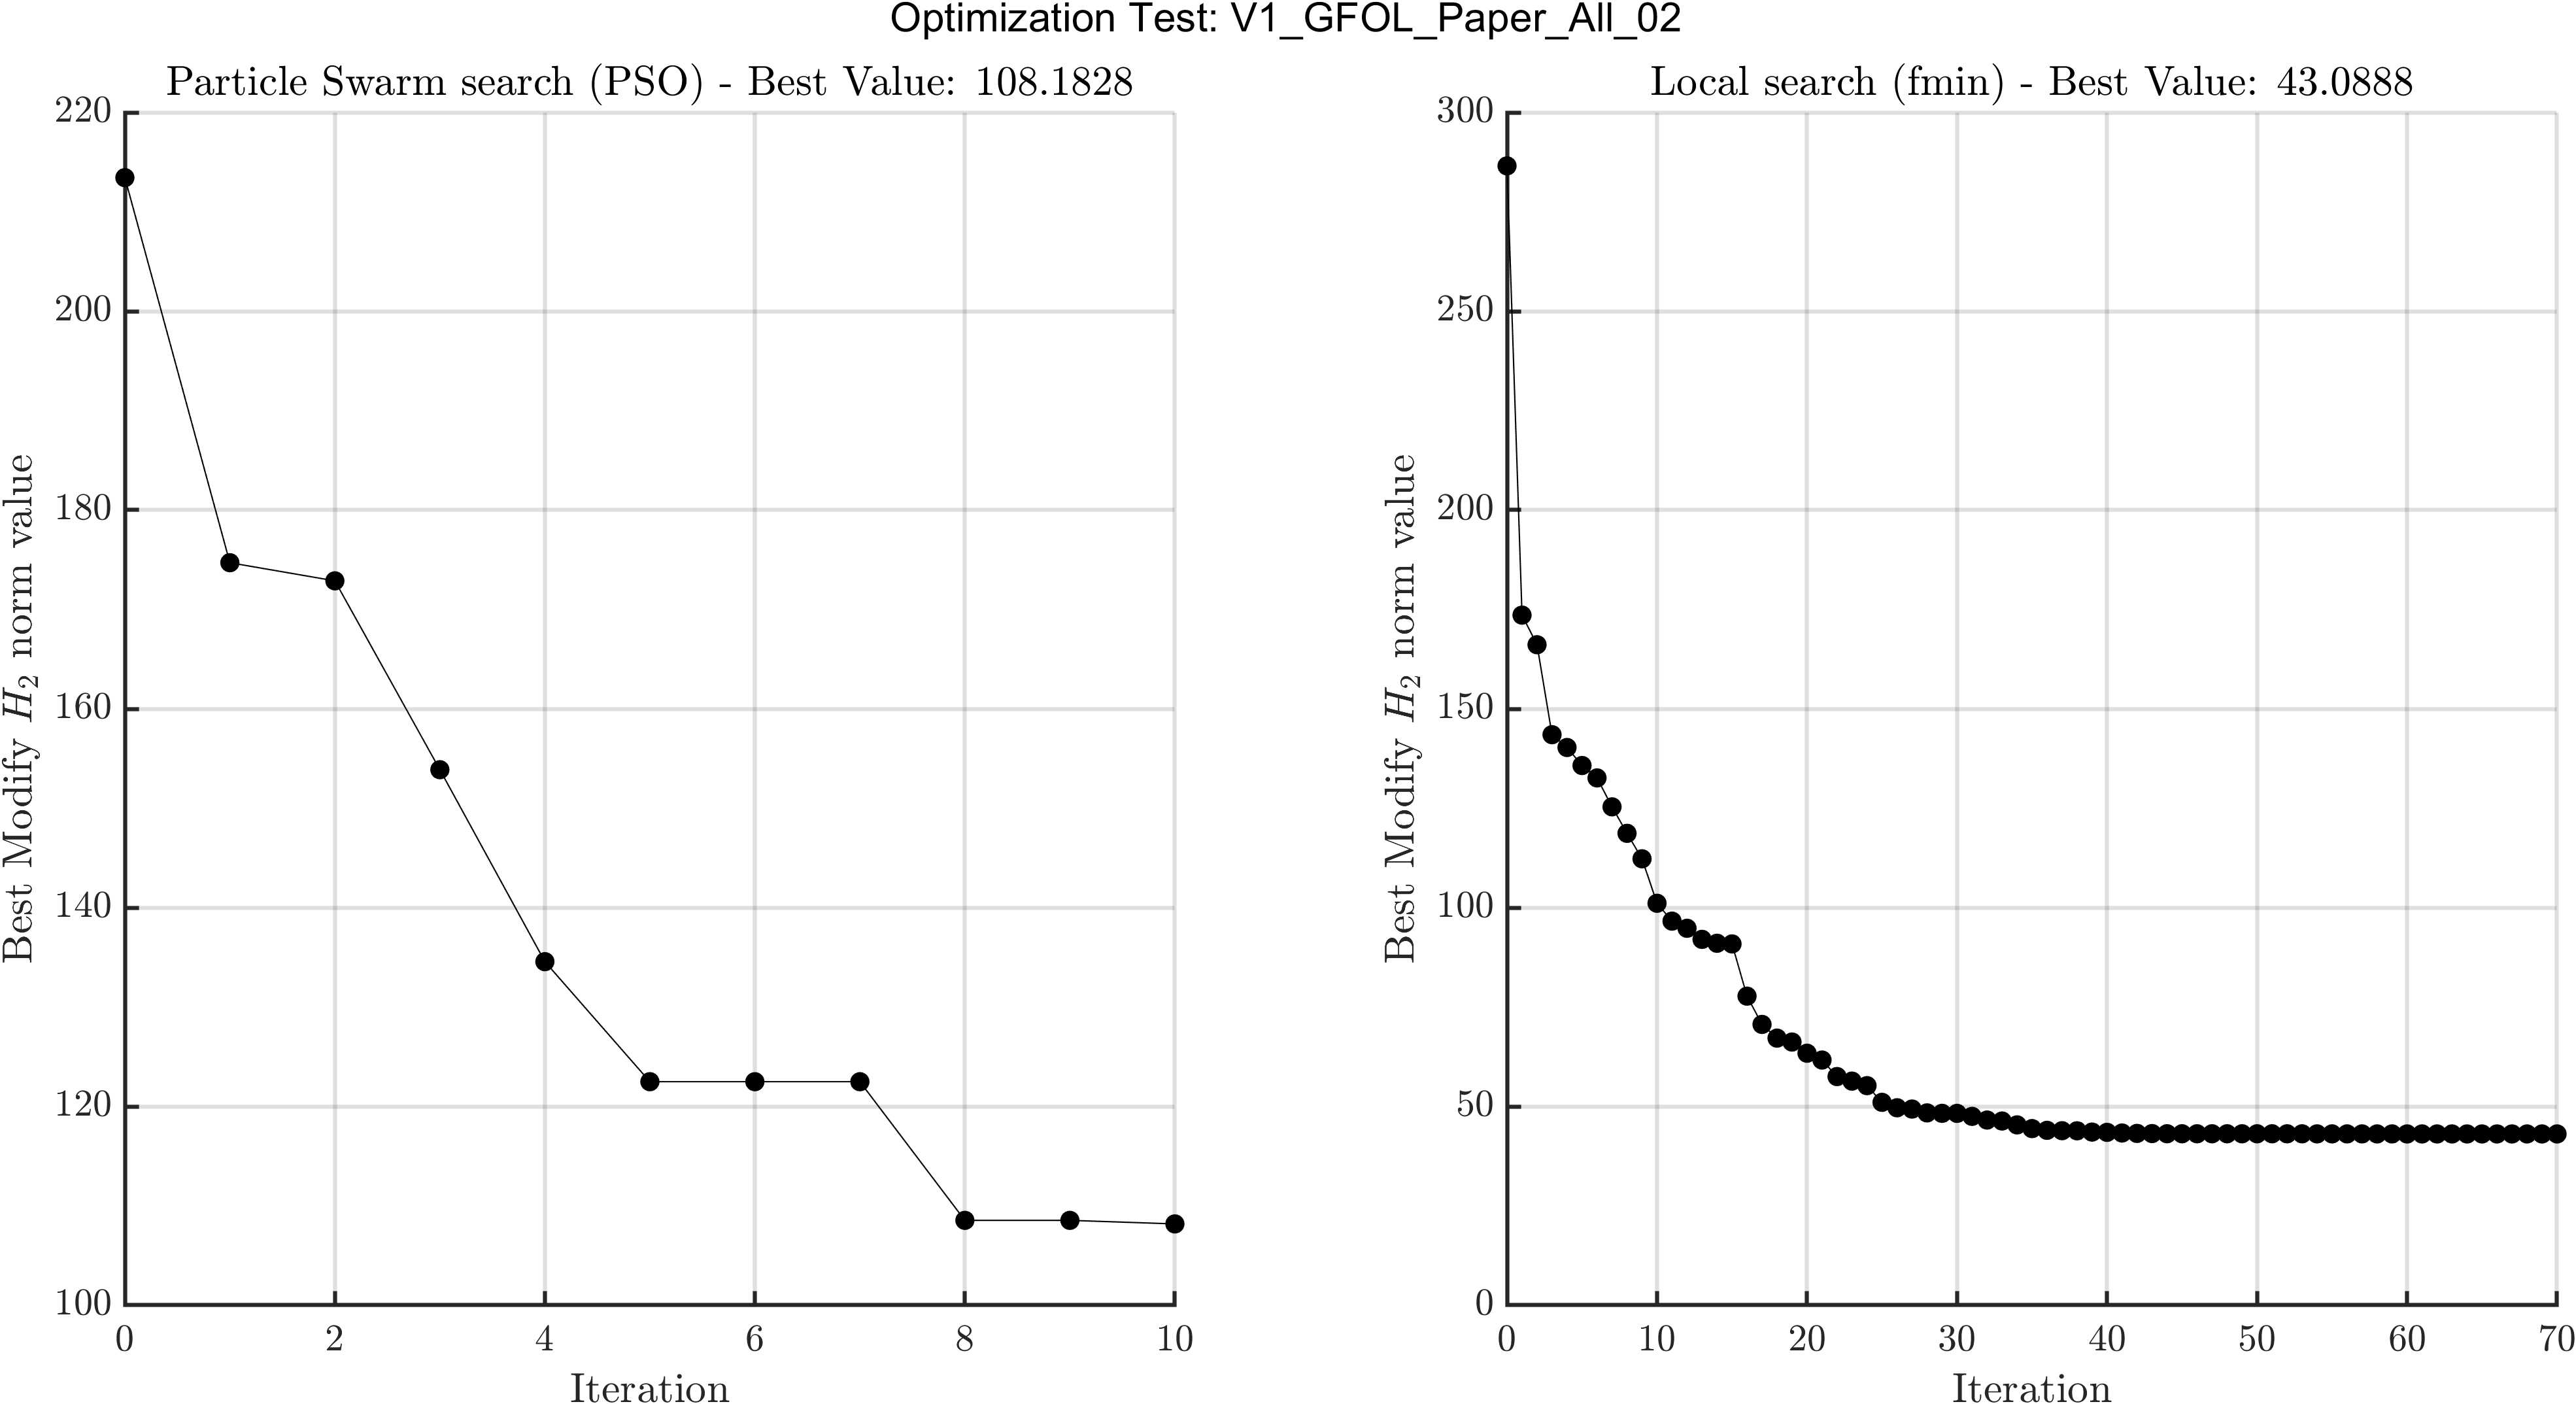 Optimization Test: V1_GFOL_Paper_All_02
Particle Swarm search (PSO) - Best Value: 108.1828
220
200
180
160
140
120
100
Best Modify H₂ norm value
0 2 4 6 8 10
Iteration
Local search (fmin) - Best Value: 43.0888
300
250
200
150
100
50
0
Best Modify H₂ norm value
0 10 20 30 40 50 60 70
Iteration